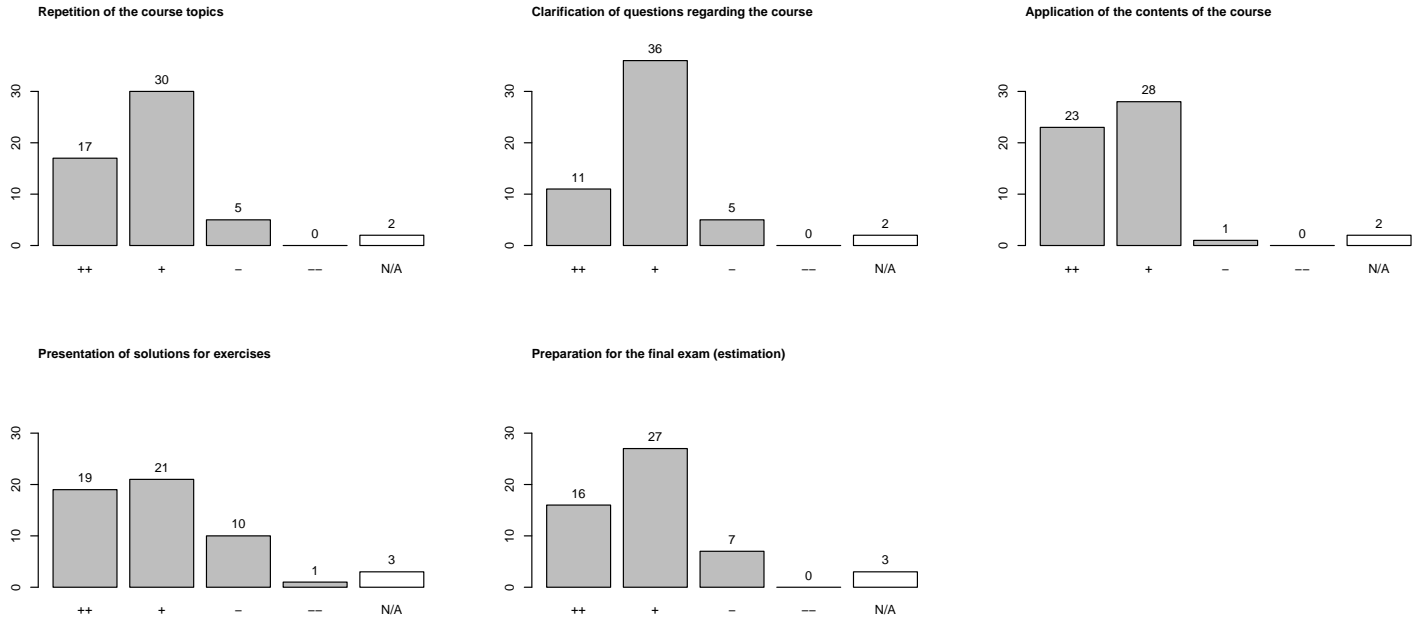 Repetition of the course topics
30
17
5
0
2
0 10 20 30
++ + − −− N/A
Clarification of questions regarding the course
36
11
5
0
2
0 10 20 30
++ + − −− N/A
Application of the contents of the course
28
23
1
0
2
0 10 20 30
++ + − −− N/A
Presentation of solutions for exercises
19
21
10
1
3
0 10 20 30
++ + − −− N/A
Preparation for the final exam (estimation)
27
16
7
0
3
0 10 20 30
++ + − −− N/A